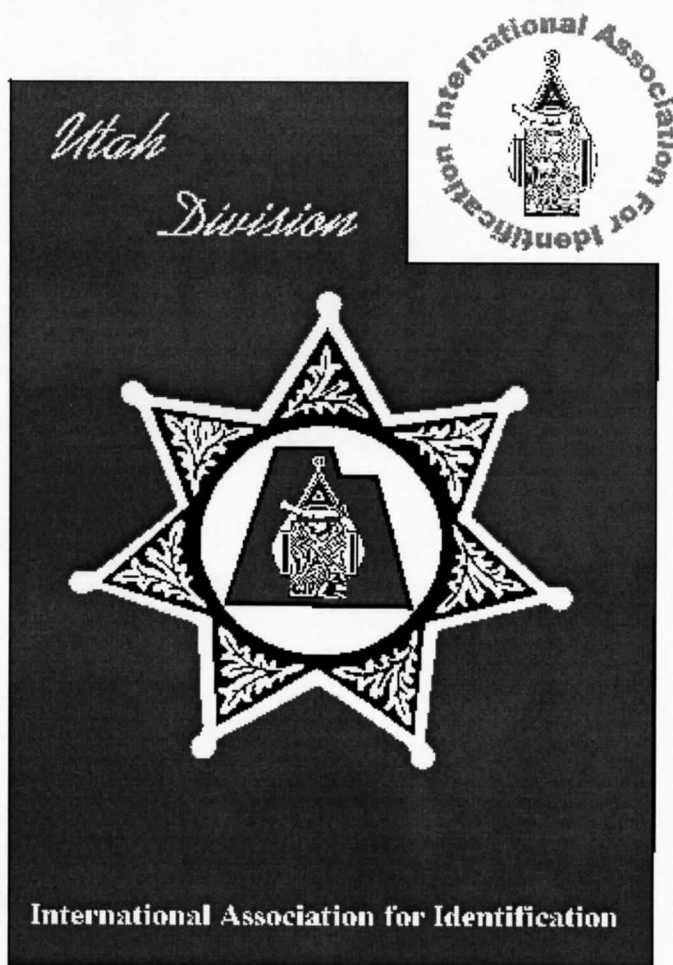 International Association For Identification
Utah
Division
International Association for Identification